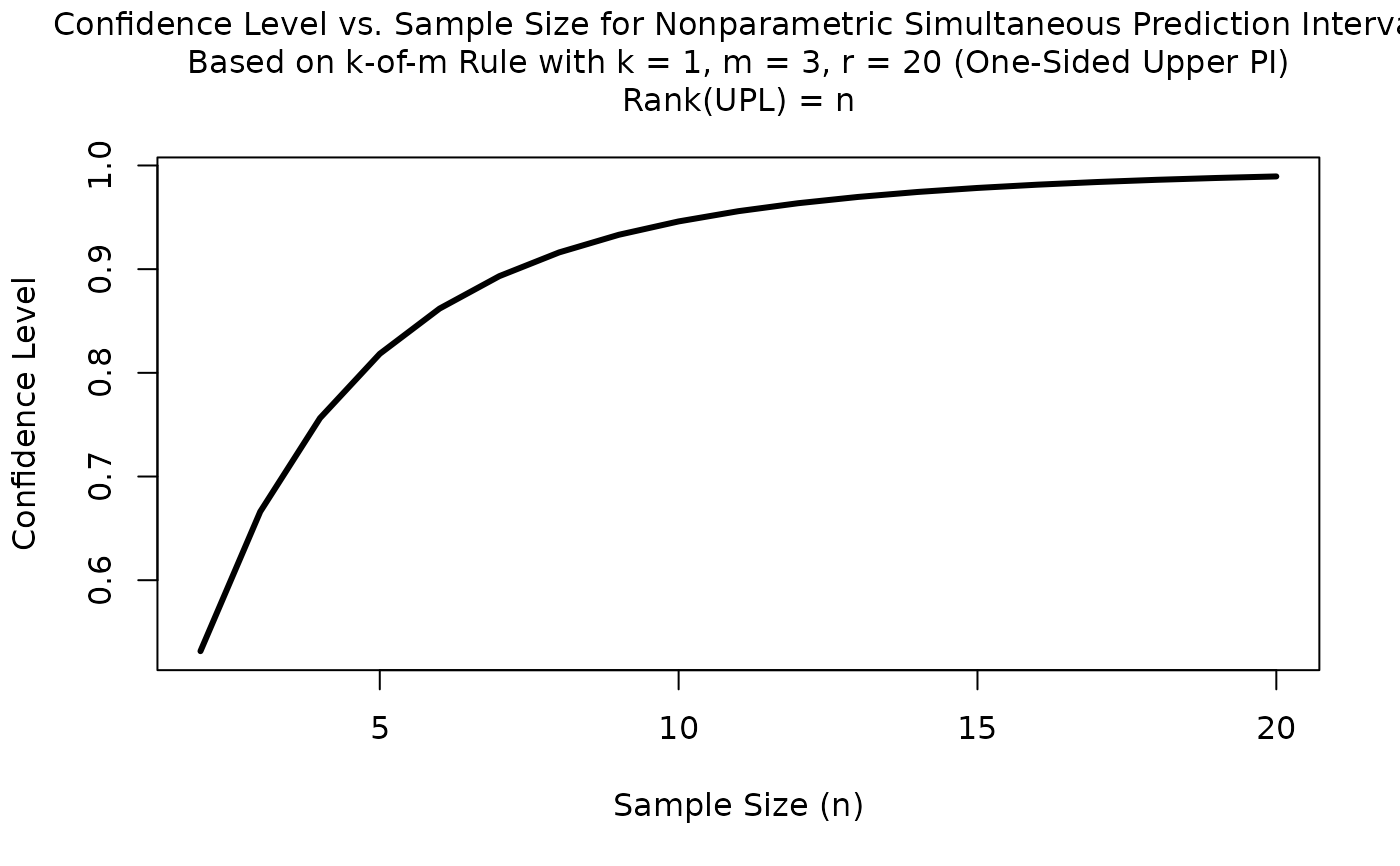 Confidence Level vs. Sample Size for Nonparametric Simultaneous Prediction Interva
Based on k-of-m Rule with k = 1, m = 3, r = 20 (One-Sided Upper PI)
Rank(UPL) = n
Confidence Level
1.0
0.9
0.8
0.7
0.6
5 10 15 20
Sample Size (n)